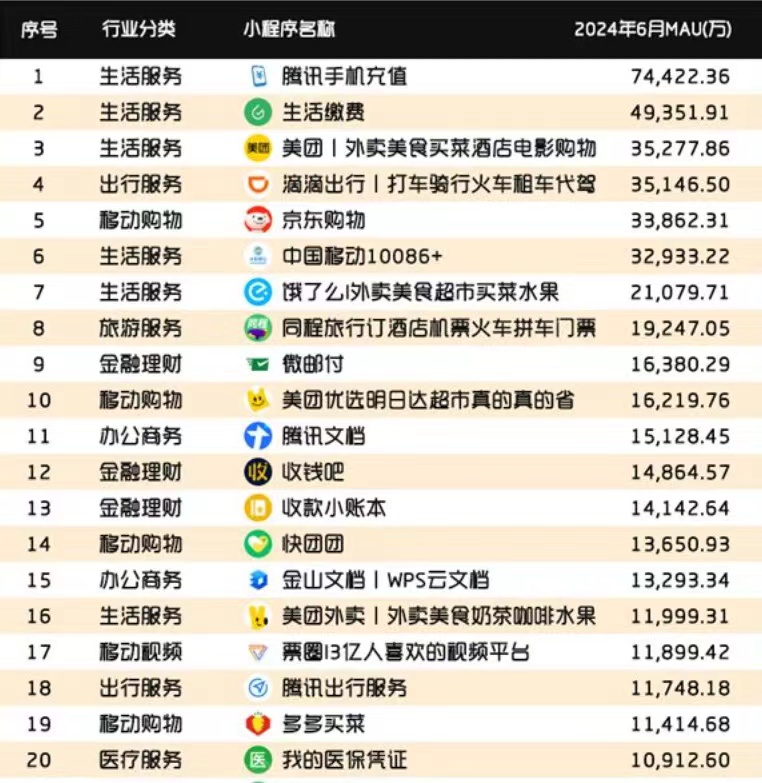 序号 行业分类 小程序名称 2024年6月MAU(万)
1 生活服务 腾讯手机充值 74,422.36
2 生活服务 生活缴费 49,351.91
3 生活服务 美团 美团丨外卖美食买菜酒店电影购物 35,277.86
4 出行服务 滴滴出行丨打车骑行火车租车代驾 35,146.50
5 移动购物 京东购物 33,862.31
6 生活服务 中国移动10086+ 32,933.22
7 生活服务 饿了么|外卖美食超市买菜水果 21,079.71
8 旅游服务 同程 同程旅行订酒店机票火车拼车门票 19,247.05
9 金融理财 微邮付 16,380.29
10 移动购物 美团优选明日达超市真的真的省 16,219.76
11 办公商务 腾讯文档 15,128.45
12 金融理财 收 收钱吧 14,864.57
13 金融理财 收款小账本 14,142.64
14 移动购物 快团团 13,650.93
15 办公商务 金山文档丨WPS云文档 13,293.34
16 生活服务 美团外卖丨外卖美食奶茶咖啡水果 11,999.31
17 移动视频 票圈|3亿人喜欢的视频平台 11,899.42
18 出行服务 腾讯出行服务 11,748.18
19 移动购物 多多买菜 11,414.68
20 医疗服务 医 我的医保凭证 10,912.60